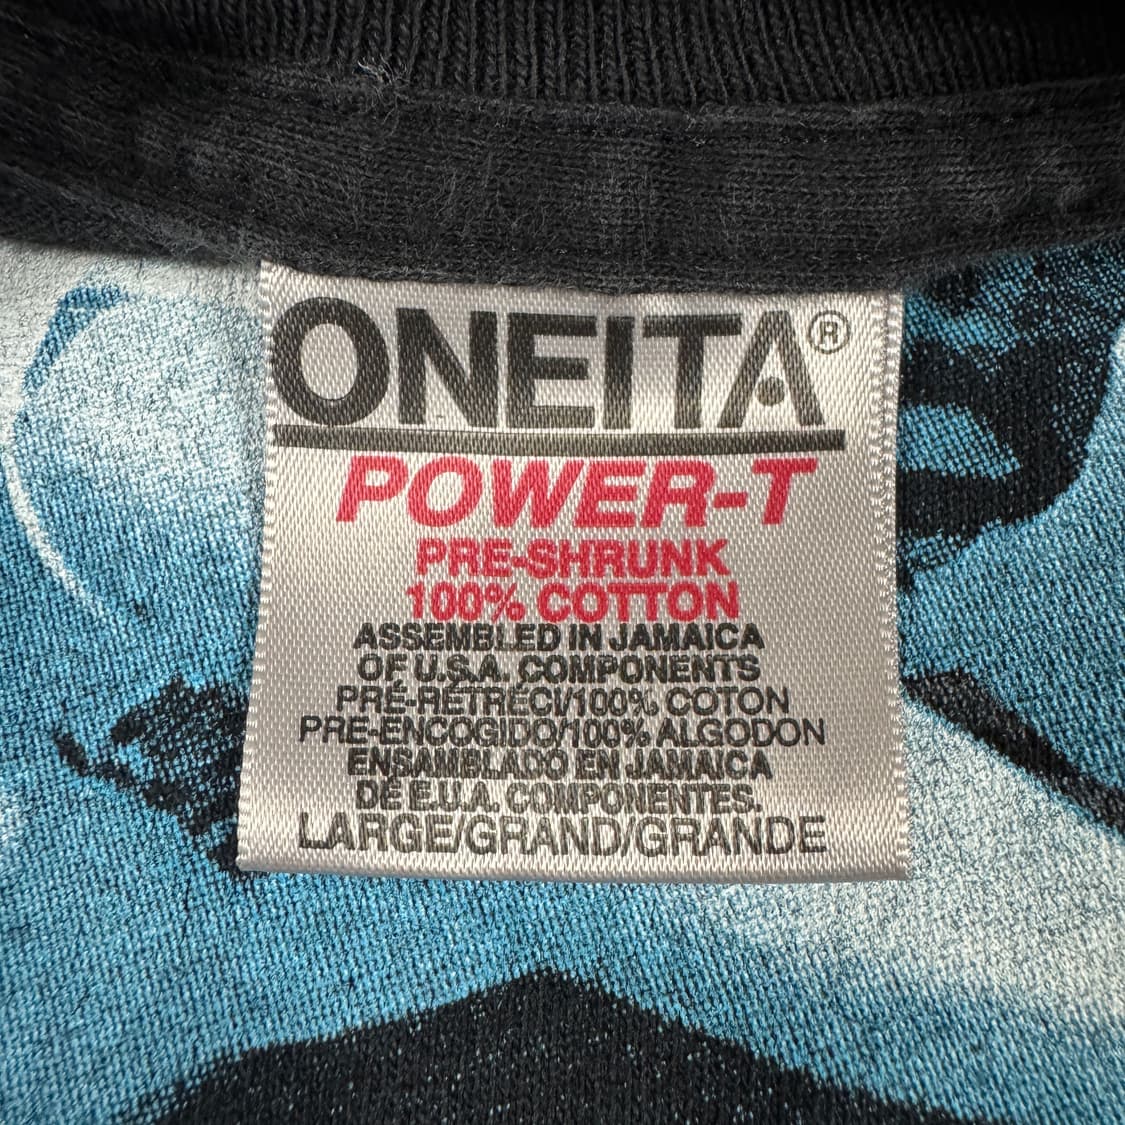 ONEITA®
POWER-T
PRE-SHRUNK
100% COTTON
ASSEMBLED IN JAMAICA
OF U.S.A. COMPONENTS
PRÉ-RÉTRÉCI/100% COTON
PRE-ENCOGIDO/100% ALGODON
ENSAMBLADO EN JAMAICA
DE E.U.A. COMPONENTES.
LARGE/GRAND/GRANDE